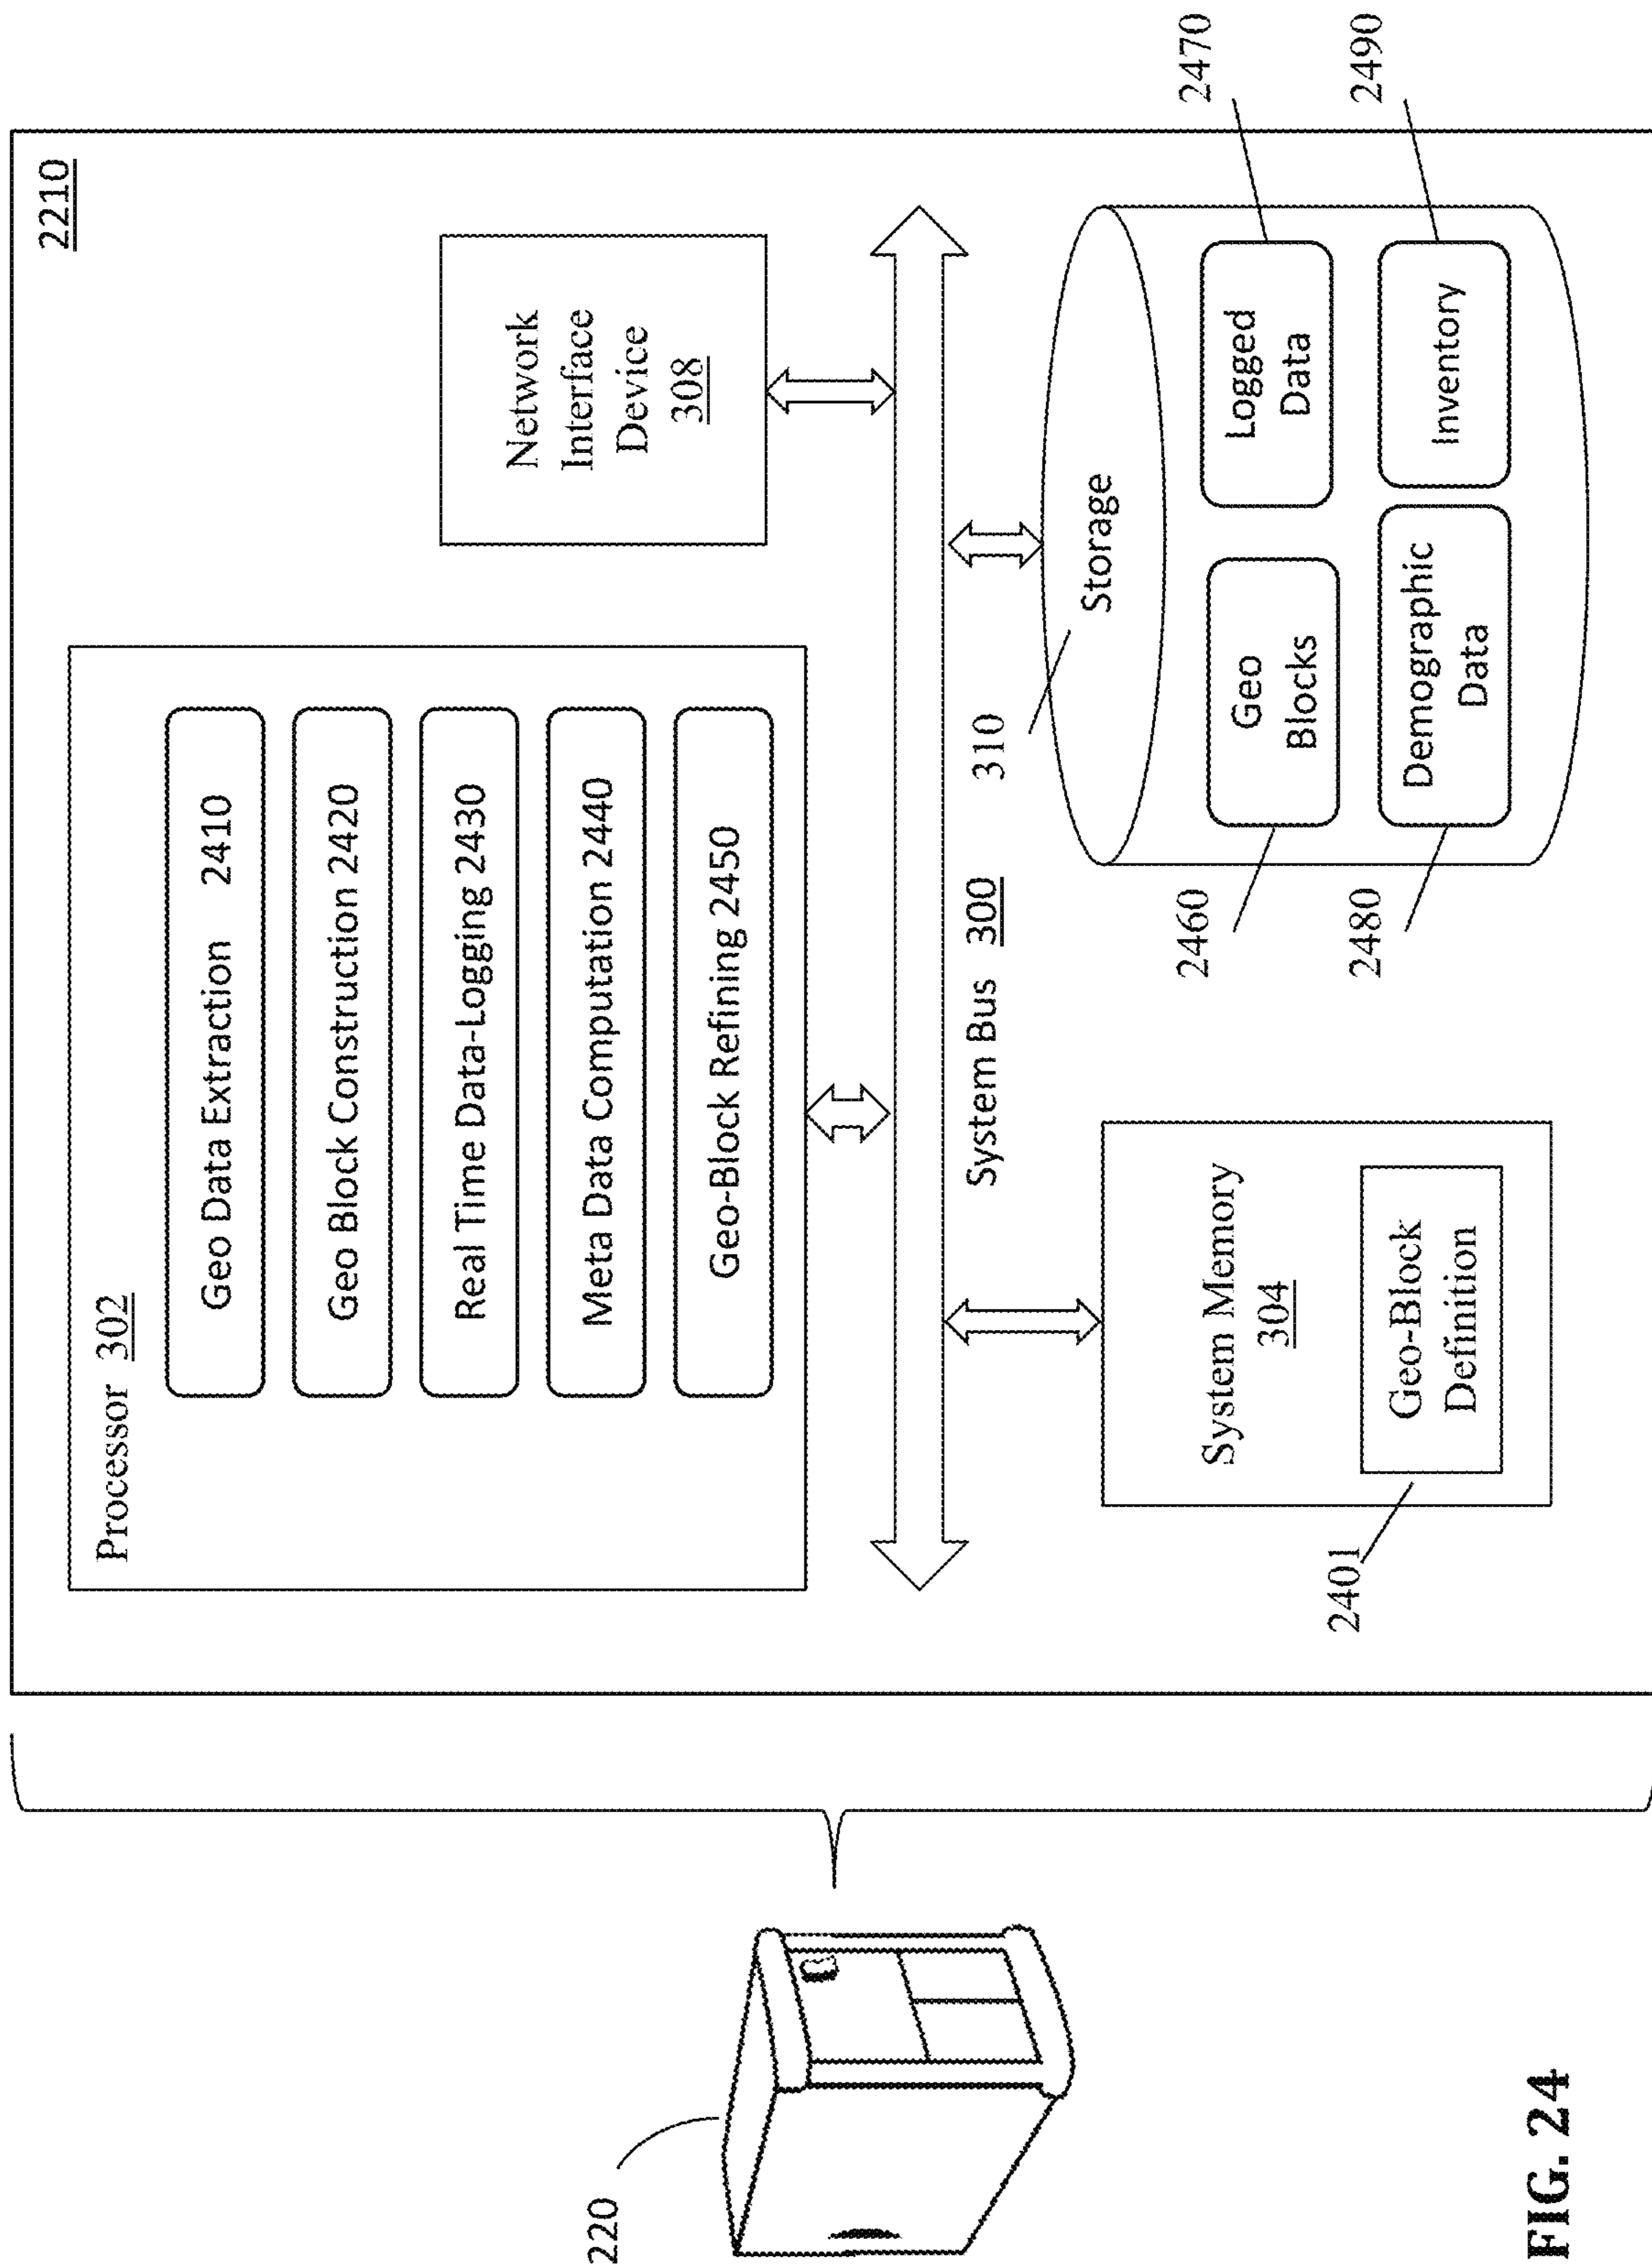 2210
Processor 302
Geo Data Extraction 2410
Geo Block Construction 2420
Real Time Data-Logging 2430
Meta Data Computation 2440
Geo-Block Refining 2450
Network
Interface
Device
308
System Bus 300
System Memory
304
Geo-Block
Definition
2401
310
Storage
Geo
Blocks
2460
Logged
Data
2470
Demographic
Data
2480
Inventory
2490
220
FIG. 24